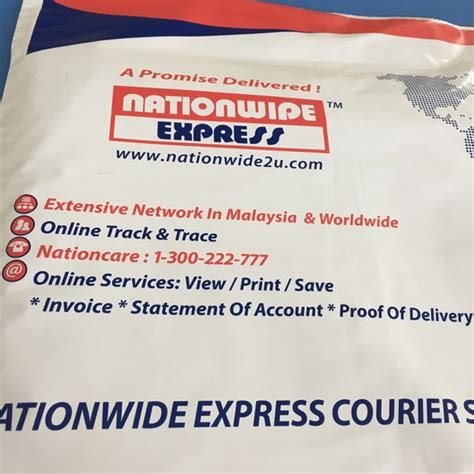 A Promise Delivered !
NATIONWIDE TM
EXPRESS
www.nationwide2u.com
Extensive Network In Malaysia & Worldwide
Online Track & Trace
Nationcare : 1-300-222-777
@ Online Services: View / Print / Save
* Invoice * Statement Of Account * Proof Of Delivery
ATIONWIDE EXPRESS COURIER S